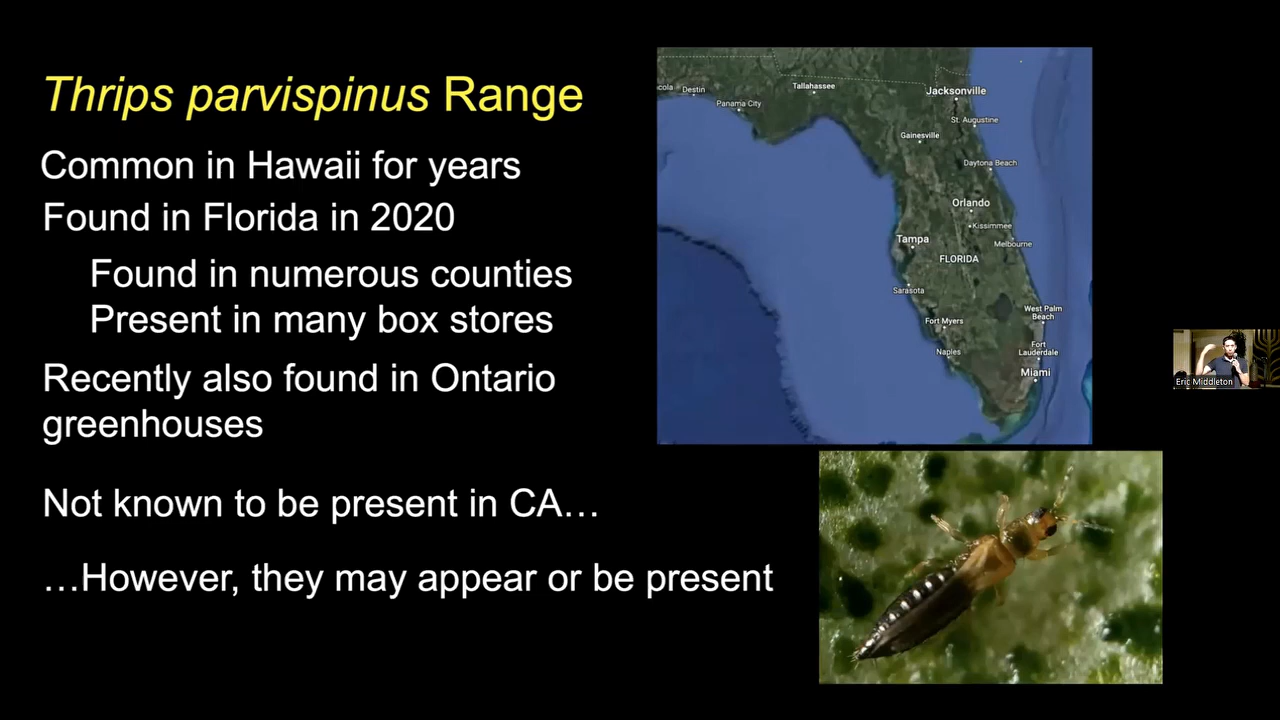 Thrips parvispinus Range
Common in Hawaii for years
Found in Florida in 2020
Found in numerous counties
Present in many box stores
Recently also found in Ontario
greenhouses
Not known to be present in CA…
…However, they may appear or be present
cola
Destin
Panama City
Tallahassee
Jacksonville
St. Augustine
Gainesville
Daytona Beach
Orlando
Kissimmee
Melbourne
Tampa
FLORIDA
Sarasota
Fort Myers
West Palm
Beach
Naples
Fort
Lauderdale
Miami
Eric Middleton